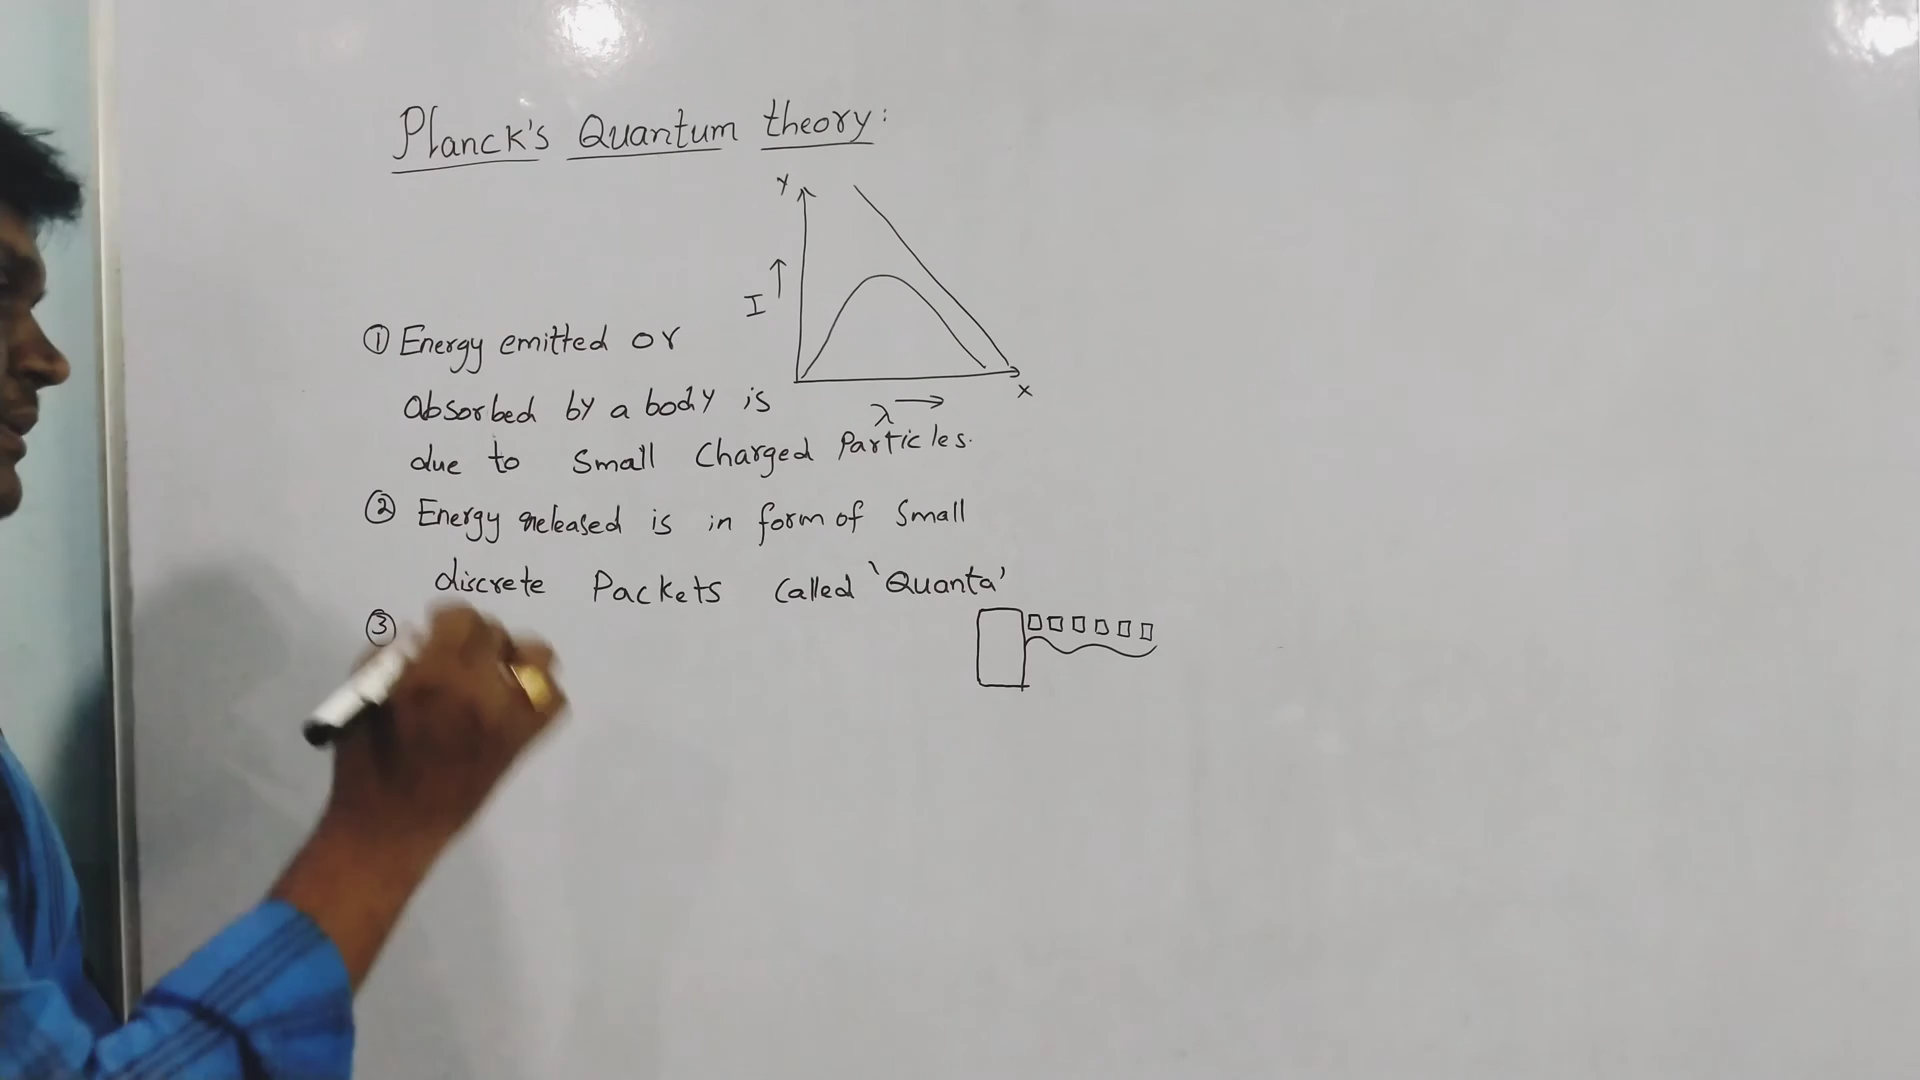 Planck's Quantum theory:
Y
I ↑
X
λ →
① Energy emitted or
absorbed by a body is
due to Small Charged Particles.
② Energy released is in form of Small
discrete Packets Called 'Quanta'
③